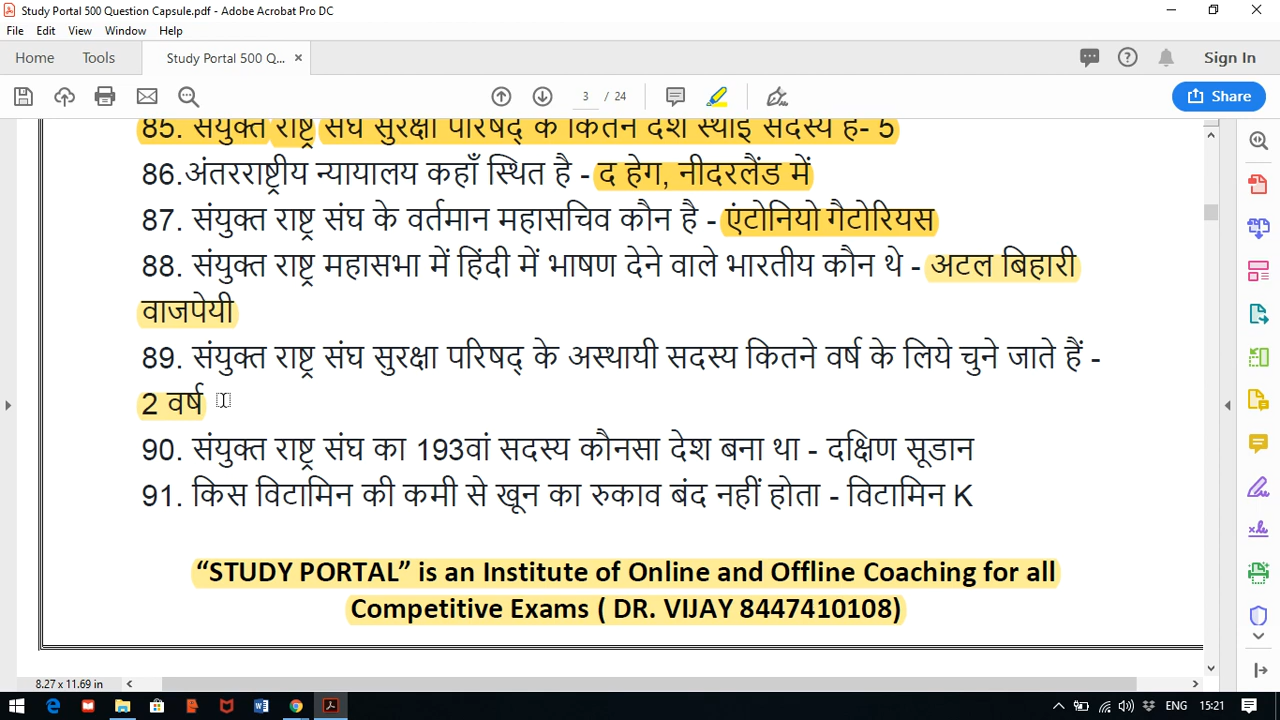 Study Portal 500 Question Capsule.pdf - Adobe Acrobat Pro DC
File Edit View Window Help
Home Tools Study Portal 500 Q... × Sign In
3 / 24 Share
85. संयुक्त राष्ट्र संघ सुरक्षा परिषद् के कितने देश स्थाई सदस्य है- 5
86.अंतरराष्ट्रीय न्यायालय कहाँ स्थित है - द हेग, नीदरलैंड में
87. संयुक्त राष्ट्र संघ के वर्तमान महासचिव कौन है - एंटोनियो गैटोरियस
88. संयुक्त राष्ट्र महासभा में हिंदी में भाषण देने वाले भारतीय कौन थे - अटल बिहारी
वाजपेयी
89. संयुक्त राष्ट्र संघ सुरक्षा परिषद् के अस्थायी सदस्य कितने वर्ष के लिये चुने जाते हैं -
2 वर्ष
90. संयुक्त राष्ट्र संघ का 193वां सदस्य कौनसा देश बना था - दक्षिण सूडान
91. किस विटामिन की कमी से खून का रुकाव बंद नहीं होता - विटामिन K
“STUDY PORTAL” is an Institute of Online and Offline Coaching for all
Competitive Exams ( DR. VIJAY 8447410108)
8.27 x 11.69 in
ENG 15:21